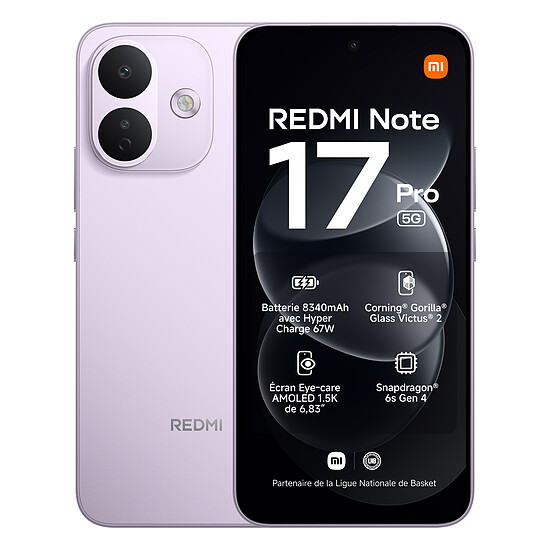 REDMI Note
17 Pro
5G
Batterie 8340mAh
avec Hyper
Charge 67W
Corning® Gorilla®
Glass Victus® 2
Écran Eye-care
AMOLED 1.5K
de 6,83"
Snapdragon®
6s Gen 4
REDMI
LNB
Partenaire de la Ligue Nationale de Basket